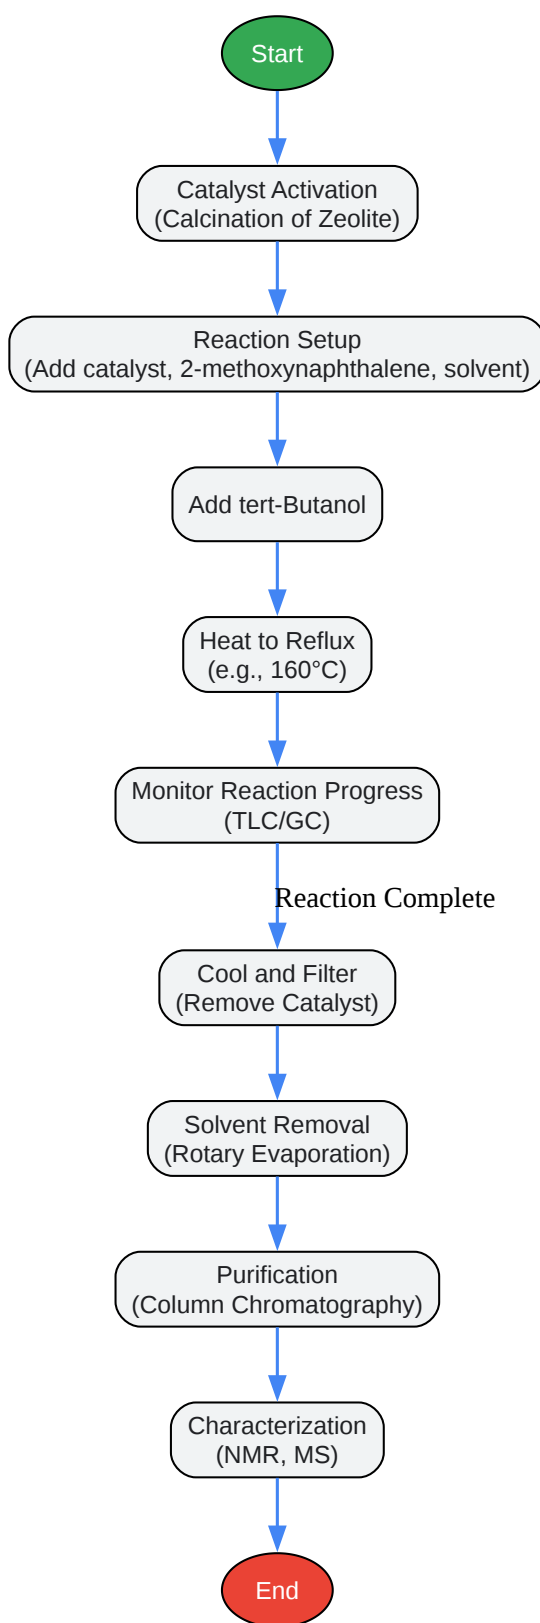 Start
Catalyst Activation
(Calcination of Zeolite)
Reaction Setup
(Add catalyst, 2-methoxynaphthalene, solvent)
Add tert-Butanol
Heat to Reflux
(e.g., 160°C)
Monitor Reaction Progress
(TLC/GC)
Reaction Complete
Cool and Filter
(Remove Catalyst)
Solvent Removal
(Rotary Evaporation)
Purification
(Column Chromatography)
Characterization
(NMR, MS)
End